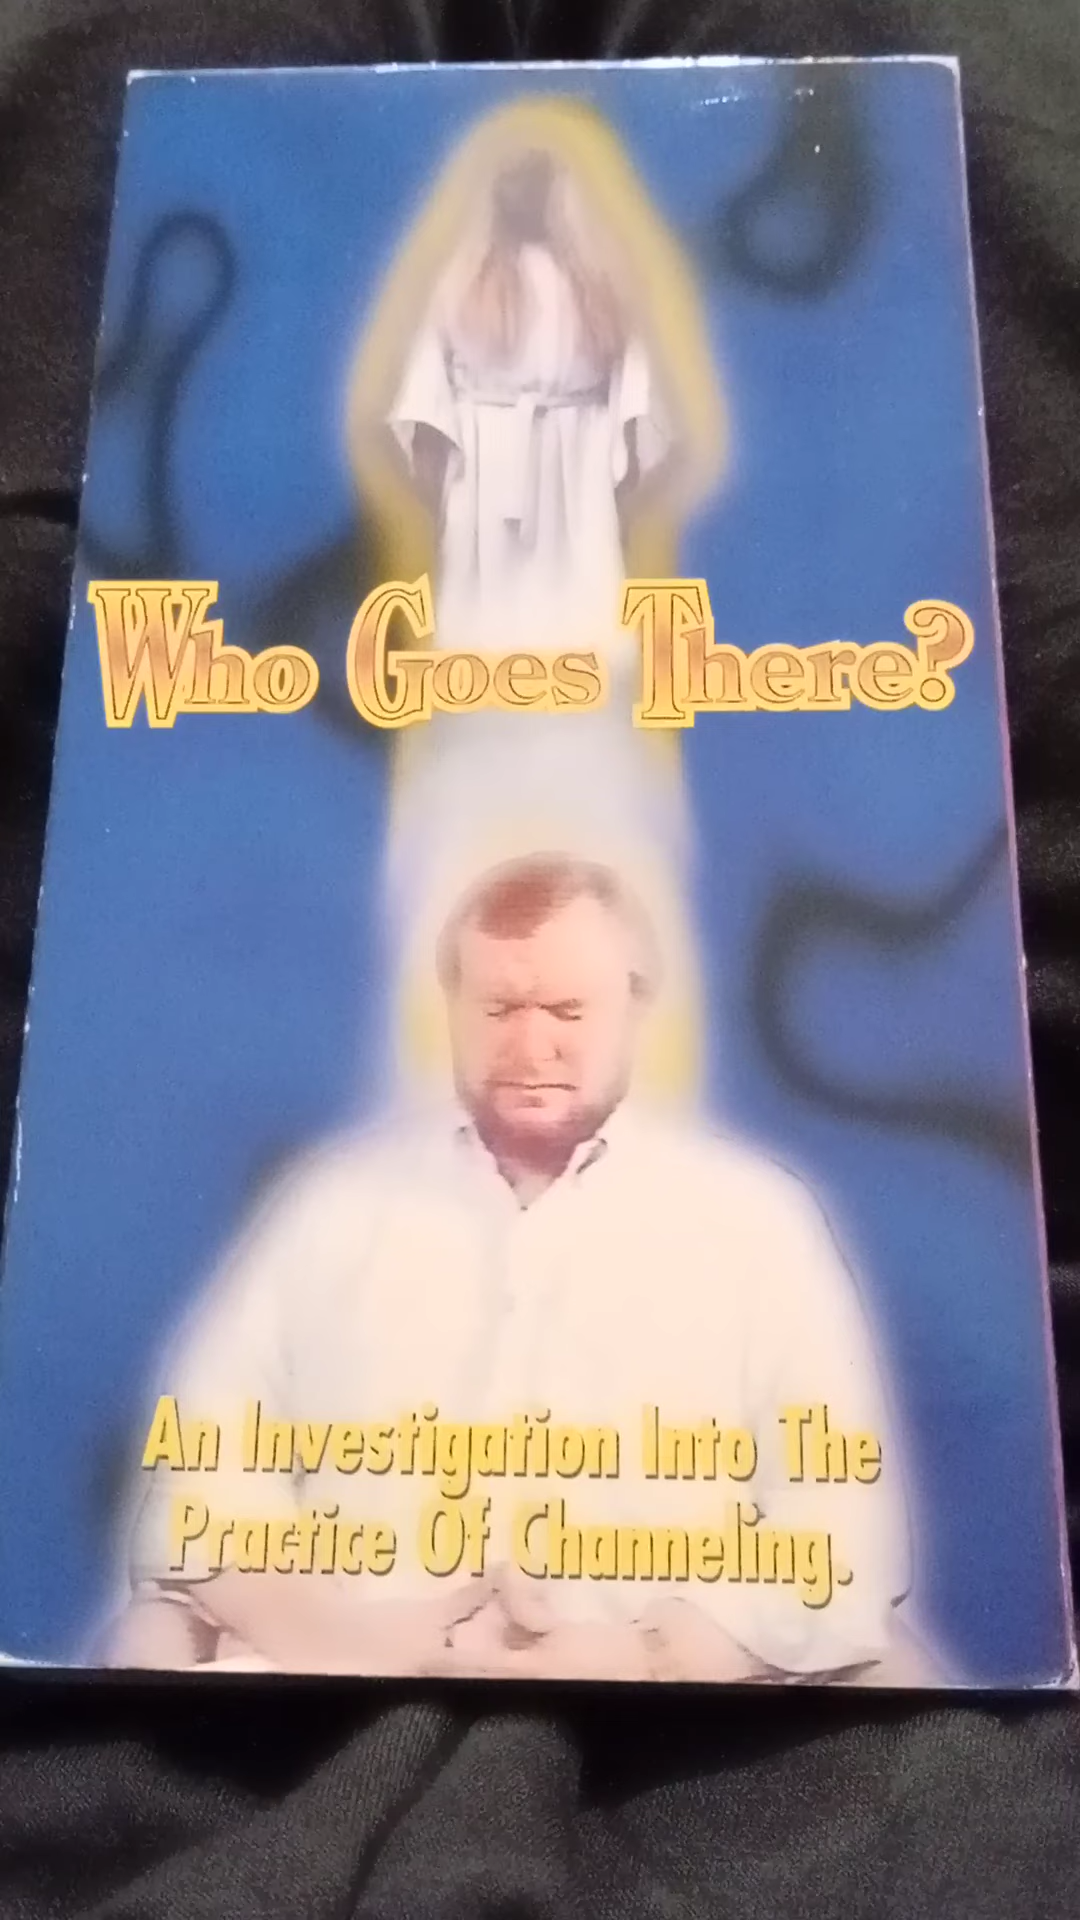 Who Goes There?
An Investigation Into The
Practice Of Channeling.